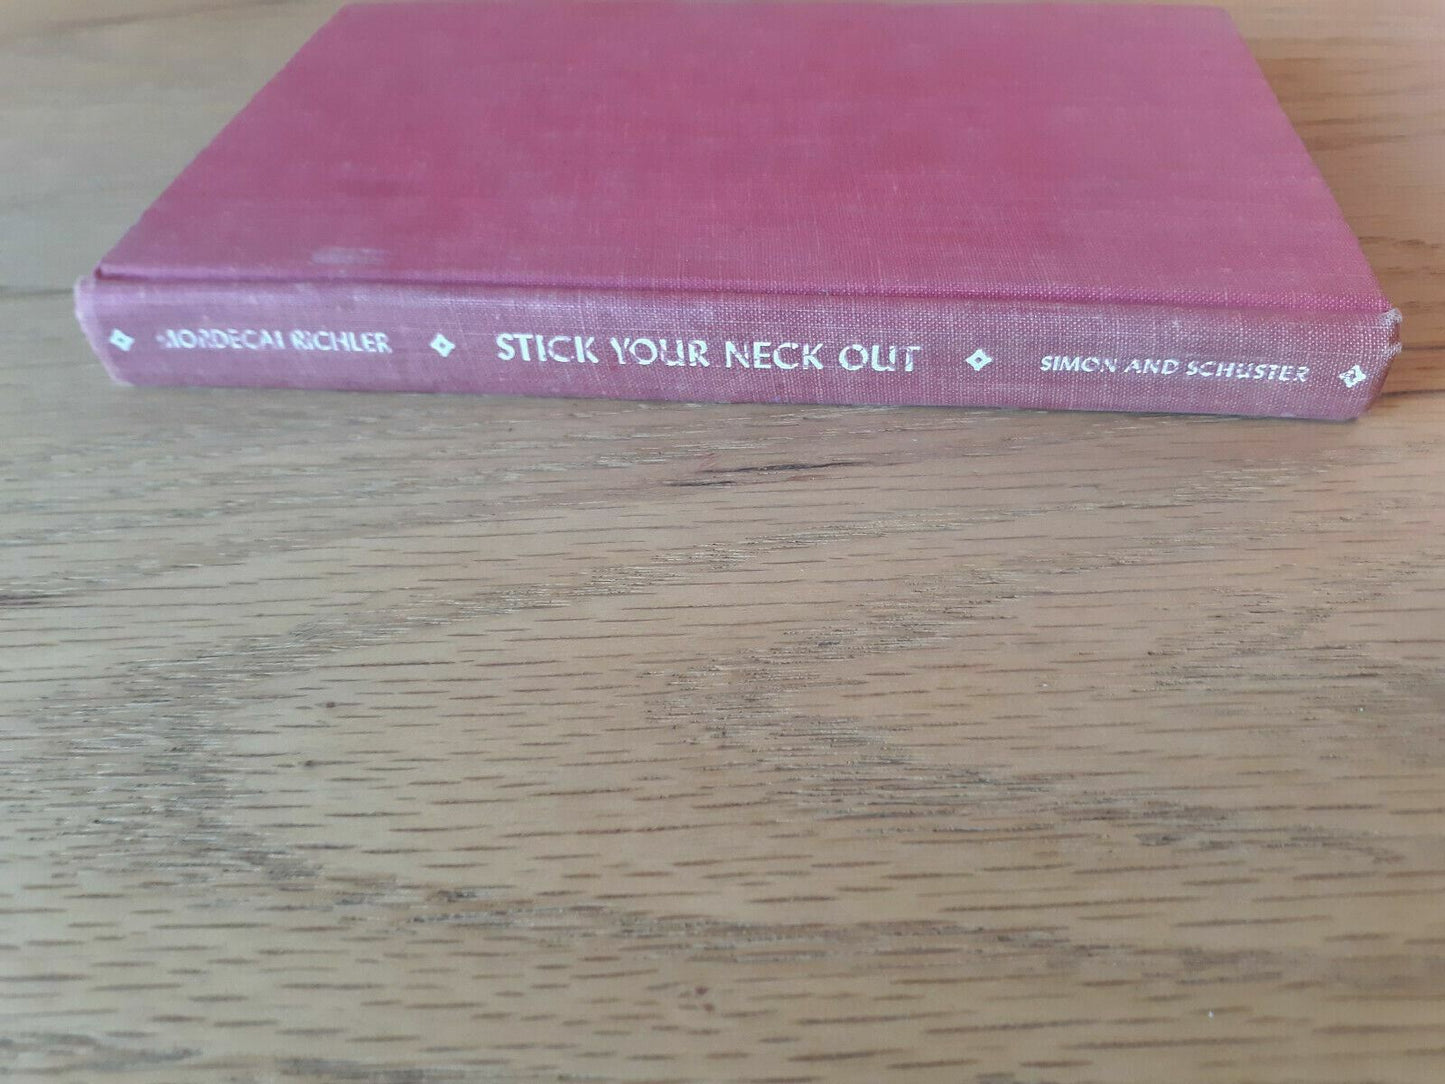 MORDECAI RICHLER STICK YOUR NECK OUT SIMON AND SCHUSTER